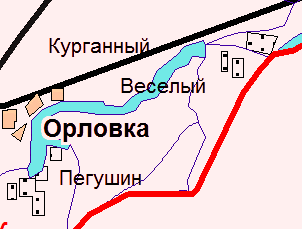 Курганный
Веселый
Орловка
Пегушин